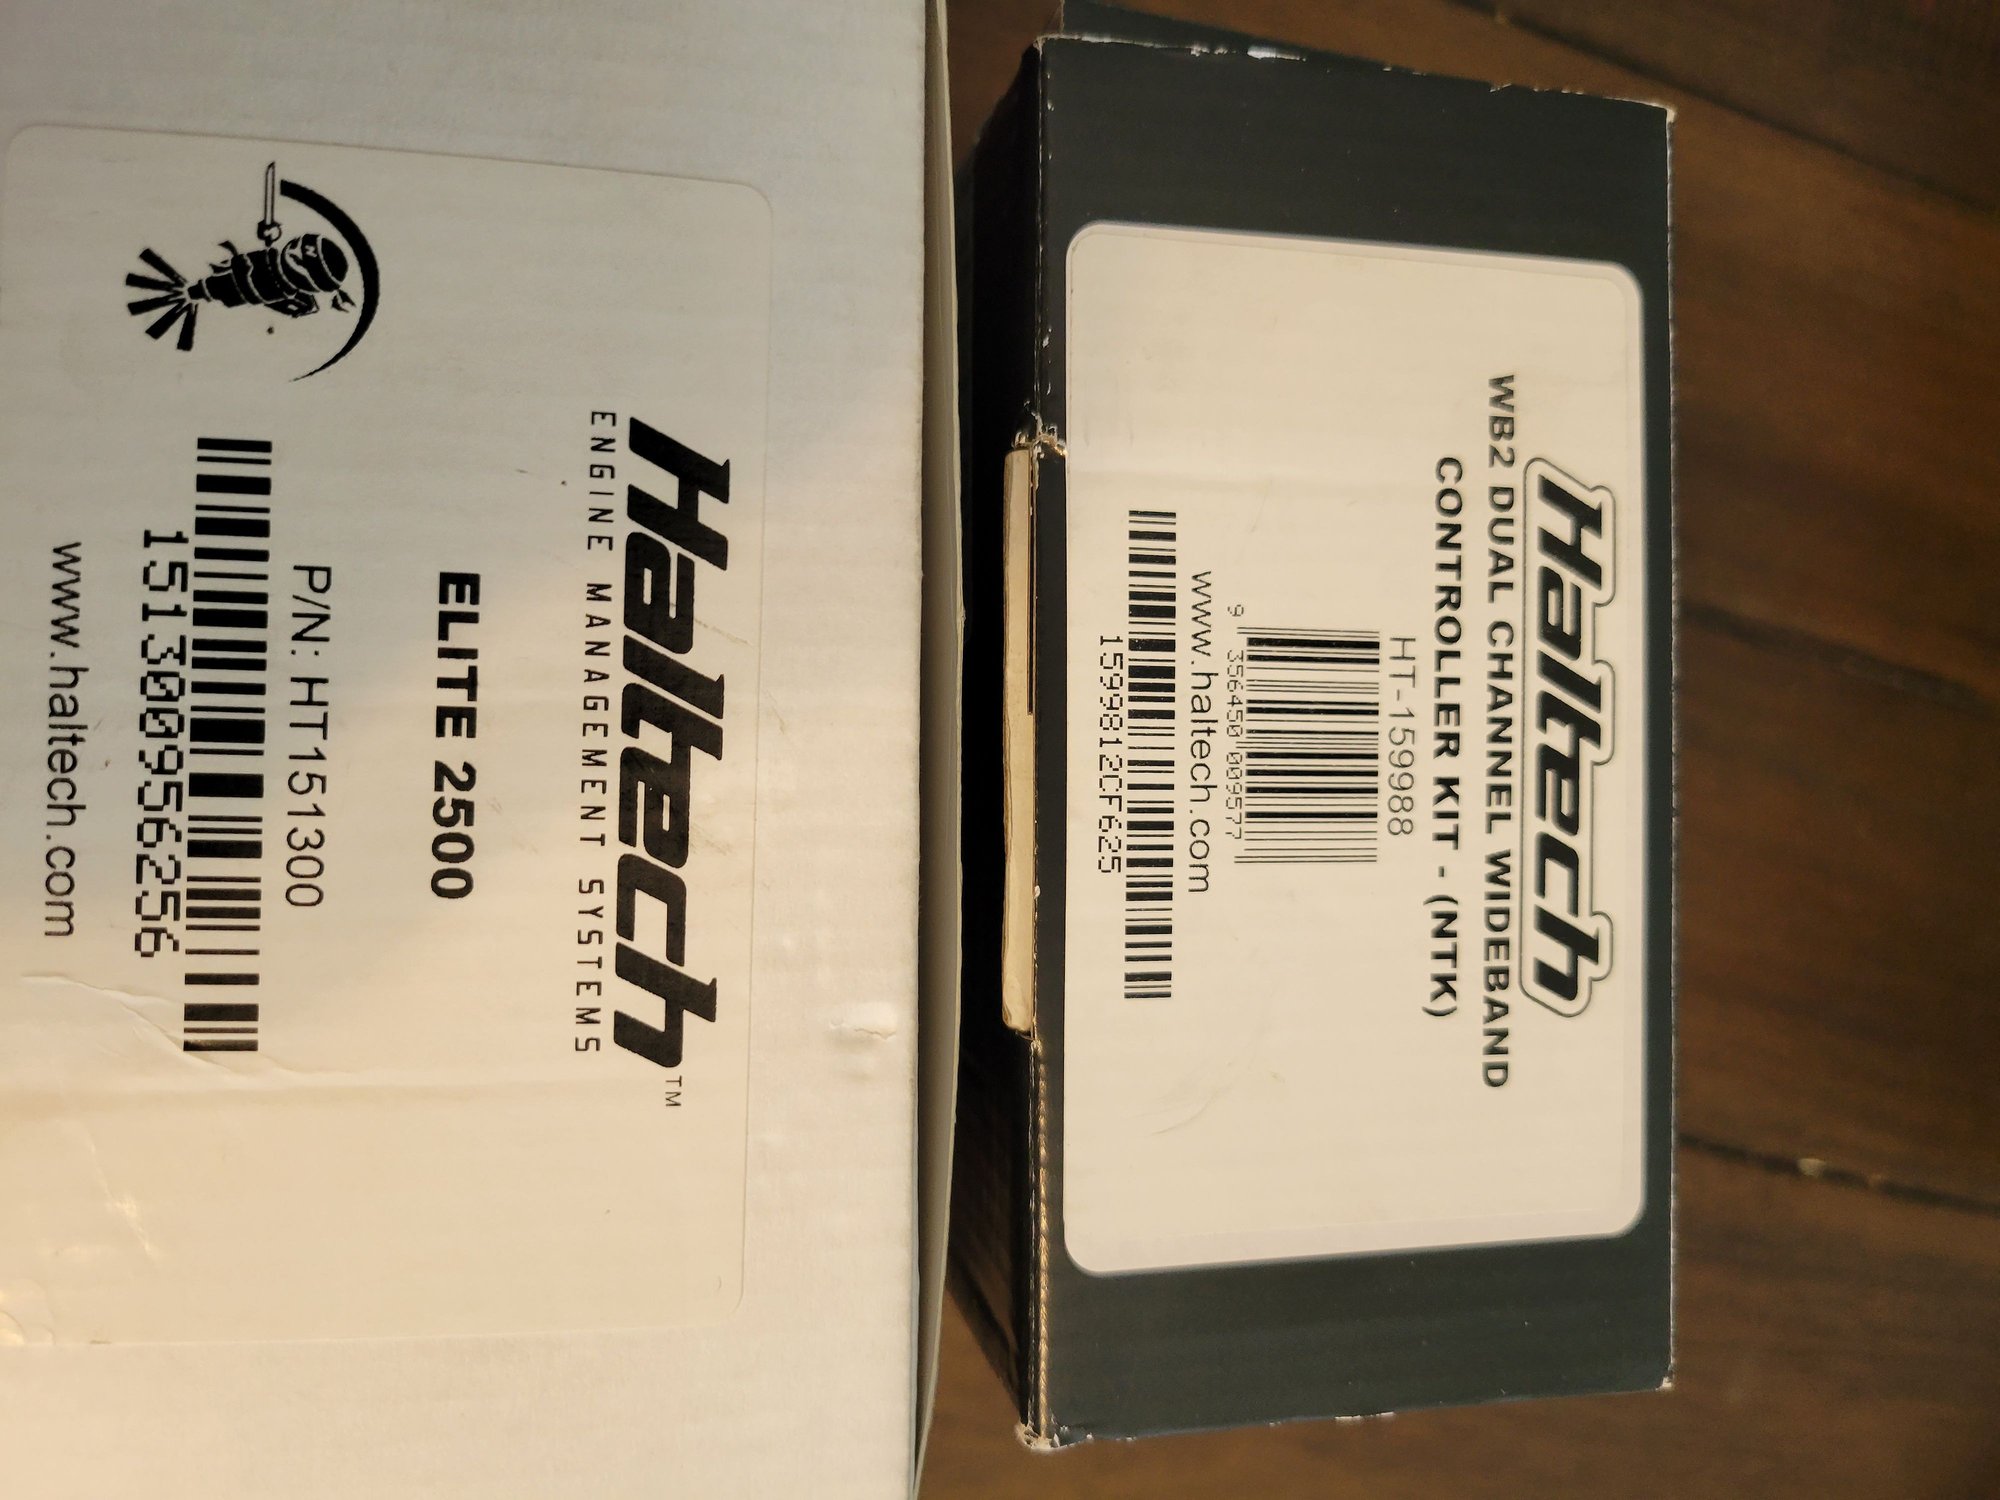 Haltech
WB2 DUAL CHANNEL WIDEBAND
CONTROLLER KIT - (NTK)
HT-159988
9 356450 009577
www.haltech.com
1599812CF625
Haltech™
ENGINE MANAGEMENT SYSTEMS
ELITE 2500
P/N: HT151300
151300956256
www.haltech.com